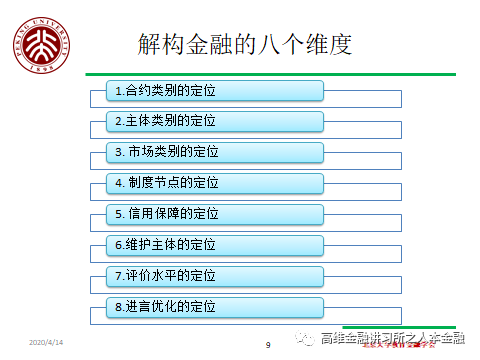 PEKING UNIVERSITY
1898
解构金融的八个维度
1.合约类别的定位
2.主体类别的定位
3. 市场类别的定位
4. 制度节点的定位
5. 信用保障的定位
6.维护主体的定位
7.评价水平的定位
8.进言优化的定位
2020/4/14
9
高维金融讲习所之人本金融